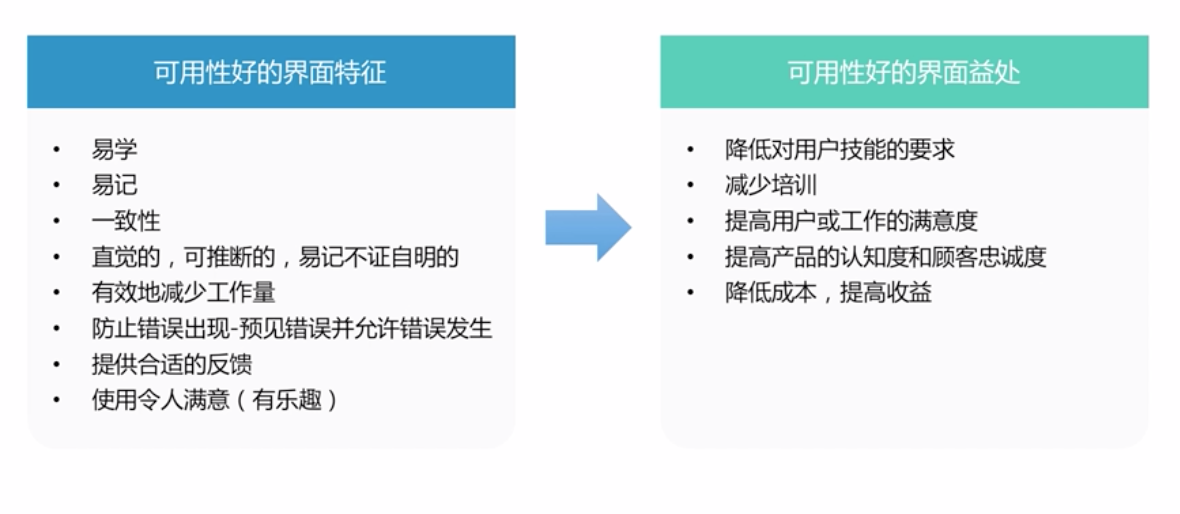 可用性好的界面特征
• 易学
• 易记
• 一致性
• 直觉的，可推断的，易记不证自明的
• 有效地减少工作量
• 防止错误出现-预见错误并允许错误发生
• 提供合适的反馈
• 使用令人满意（有乐趣）
可用性好的界面益处
• 降低对用户技能的要求
• 减少培训
• 提高用户或工作的满意度
• 提高产品的认知度和顾客忠诚度
• 降低成本，提高收益